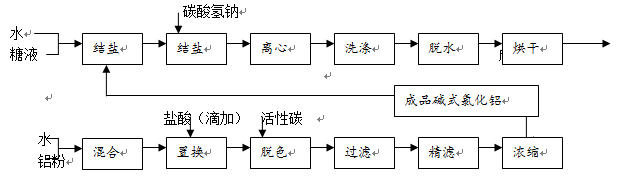 碳酸氢钠
水
糖液
结盐 结盐 离心 洗涤 脱水 烘干
成品碱式氯化铝
盐酸（滴加） 活性碳
水
铝粉
混合 置换 脱色 过滤 精滤 浓缩